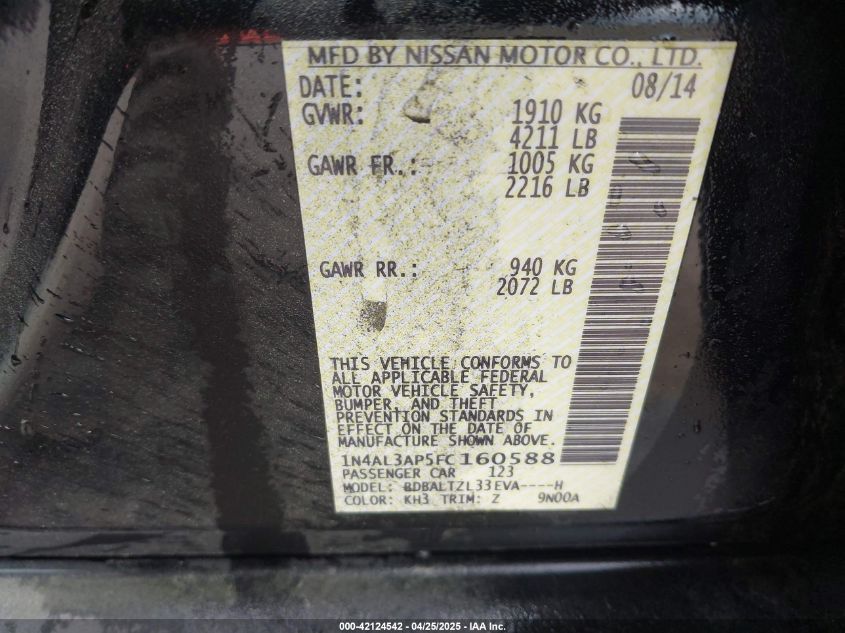 MFD BY NISSAN MOTOR CO., LTD.
DATE: 08/14
GVWR: 1910 KG
4211 LB
GAWR FR.: 1005 KG
2216 LB
GAWR RR.: 940 KG
2072 LB
THIS VEHICLE CONFORMS TO
ALL APPLICABLE FEDERAL
MOTOR VEHICLE SAFETY,
BUMPER, AND THEFT
PREVENTION STANDARDS IN
EFFECT ON THE DATE OF
MANUFACTURE SHOWN ABOVE.
1N4AL3AP5FC160588
PASSENGER CAR 123
MODEL: BDBALTZL33EVA----H
COLOR: KH3 TRIM: Z 9N00A
000-42124542 - 04/25/2025 - IAA Inc.